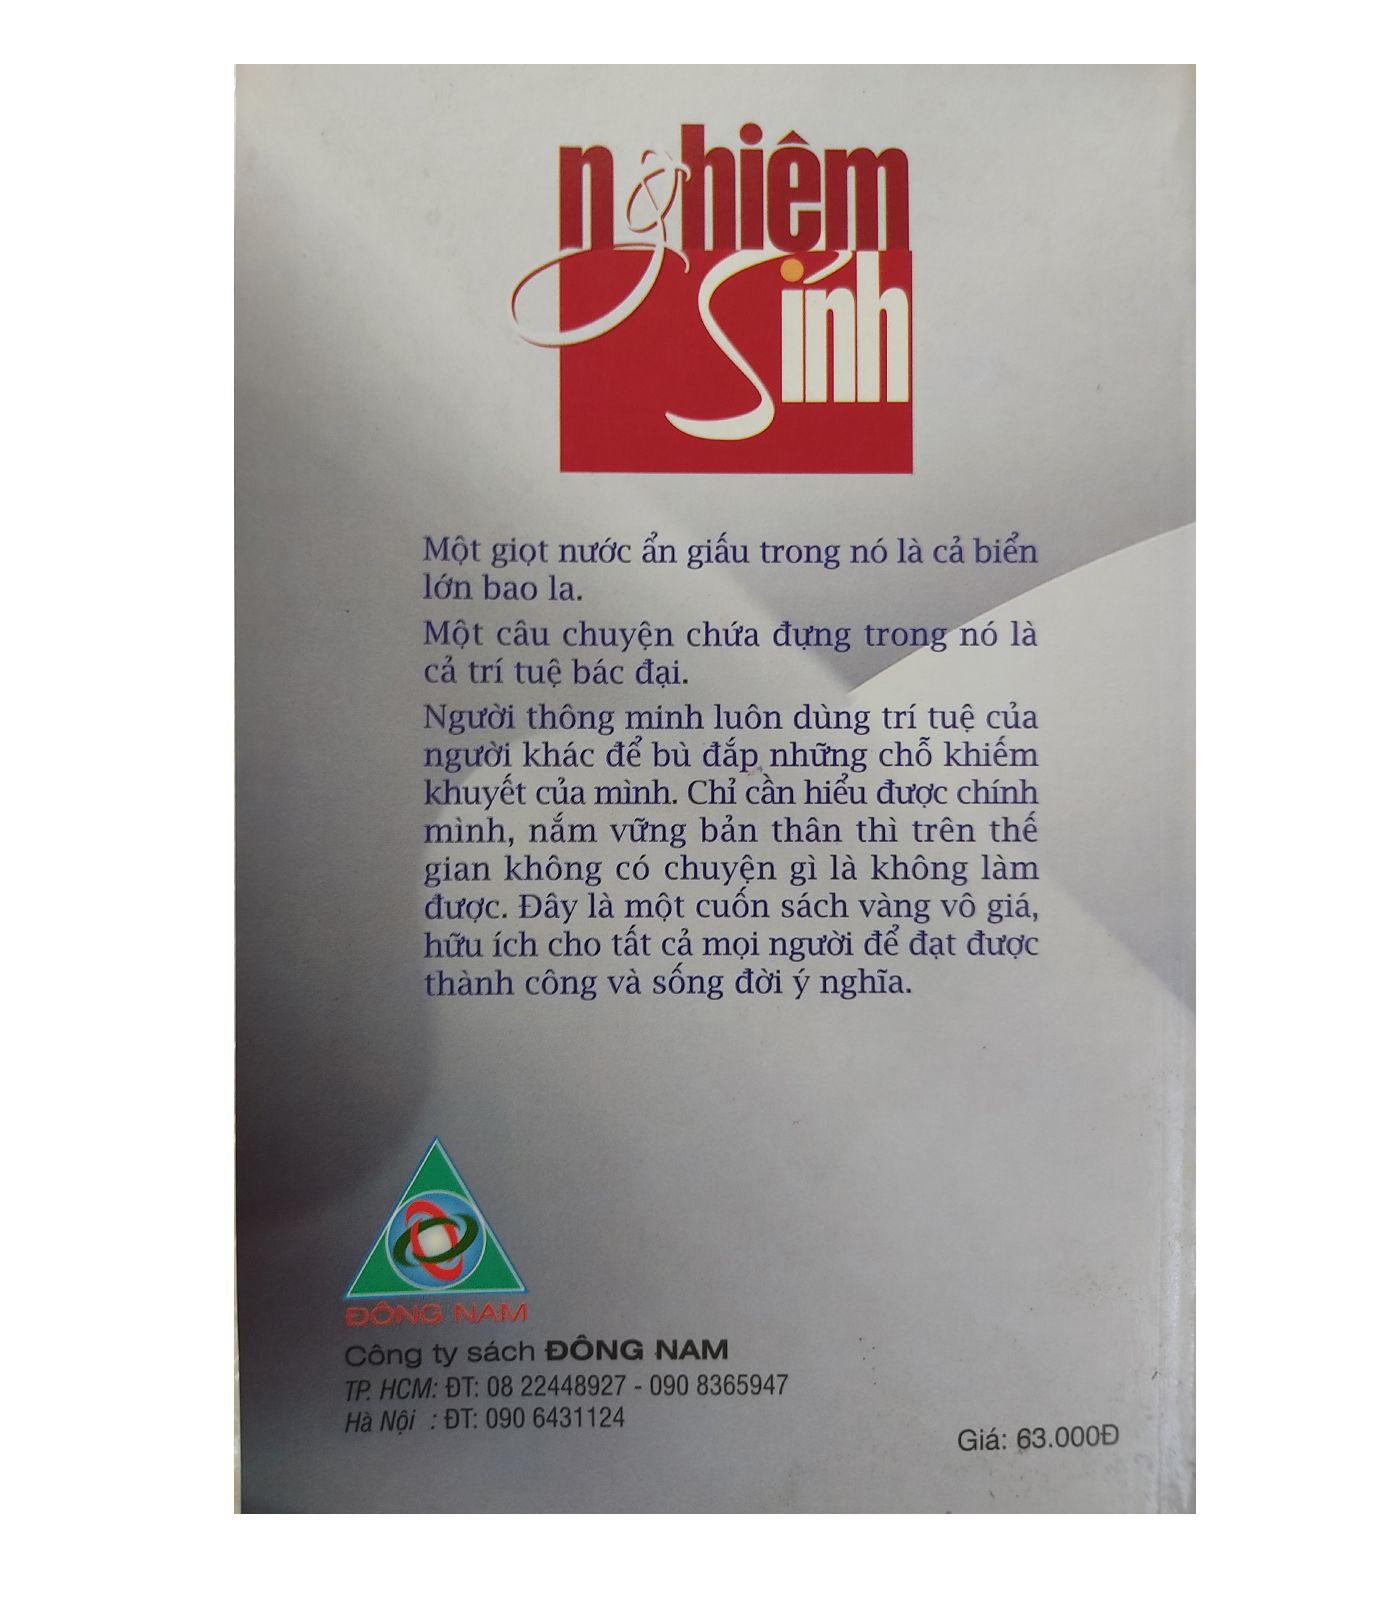 nghiệm
Sinh
Một giọt nước ẩn giấu trong nó là cả biển
lớn bao la.
Một câu chuyện chứa đựng trong nó là
cả trí tuệ bác đại.
Người thông minh luôn dùng trí tuệ của
người khác để bù đắp những chỗ khiếm
khuyết của mình. Chỉ cần hiểu được chính
mình, nắm vững bản thân thì trên thế
gian không có chuyện gì là không làm
được. Đây là một cuốn sách vàng vô giá,
hữu ích cho tất cả mọi người để đạt được
thành công và sống đời ý nghĩa.
ĐÔNG NAM
Công ty sách ĐÔNG NAM
TP. HCM: ĐT: 08 22448927 - 090 8365947
Hà Nội : ĐT: 090 6431124
Giá: 63.000Đ